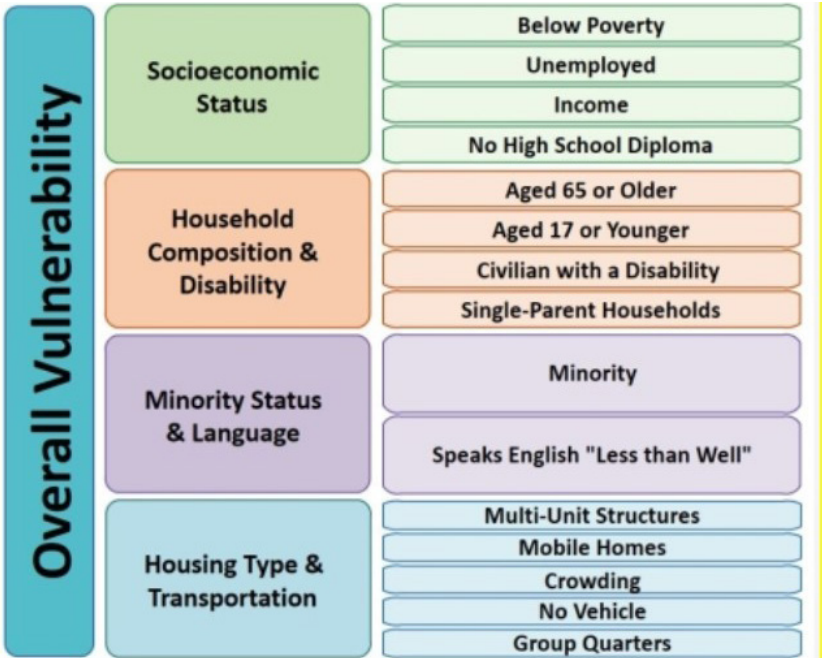 Overall Vulnerability
Socioeconomic
Status
Below Poverty
Unemployed
Income
No High School Diploma
Household
Composition &
Disability
Aged 65 or Older
Aged 17 or Younger
Civilian with a Disability
Single-Parent Households
Minority Status
& Language
Minority
Speaks English "Less than Well"
Housing Type &
Transportation
Multi-Unit Structures
Mobile Homes
Crowding
No Vehicle
Group Quarters